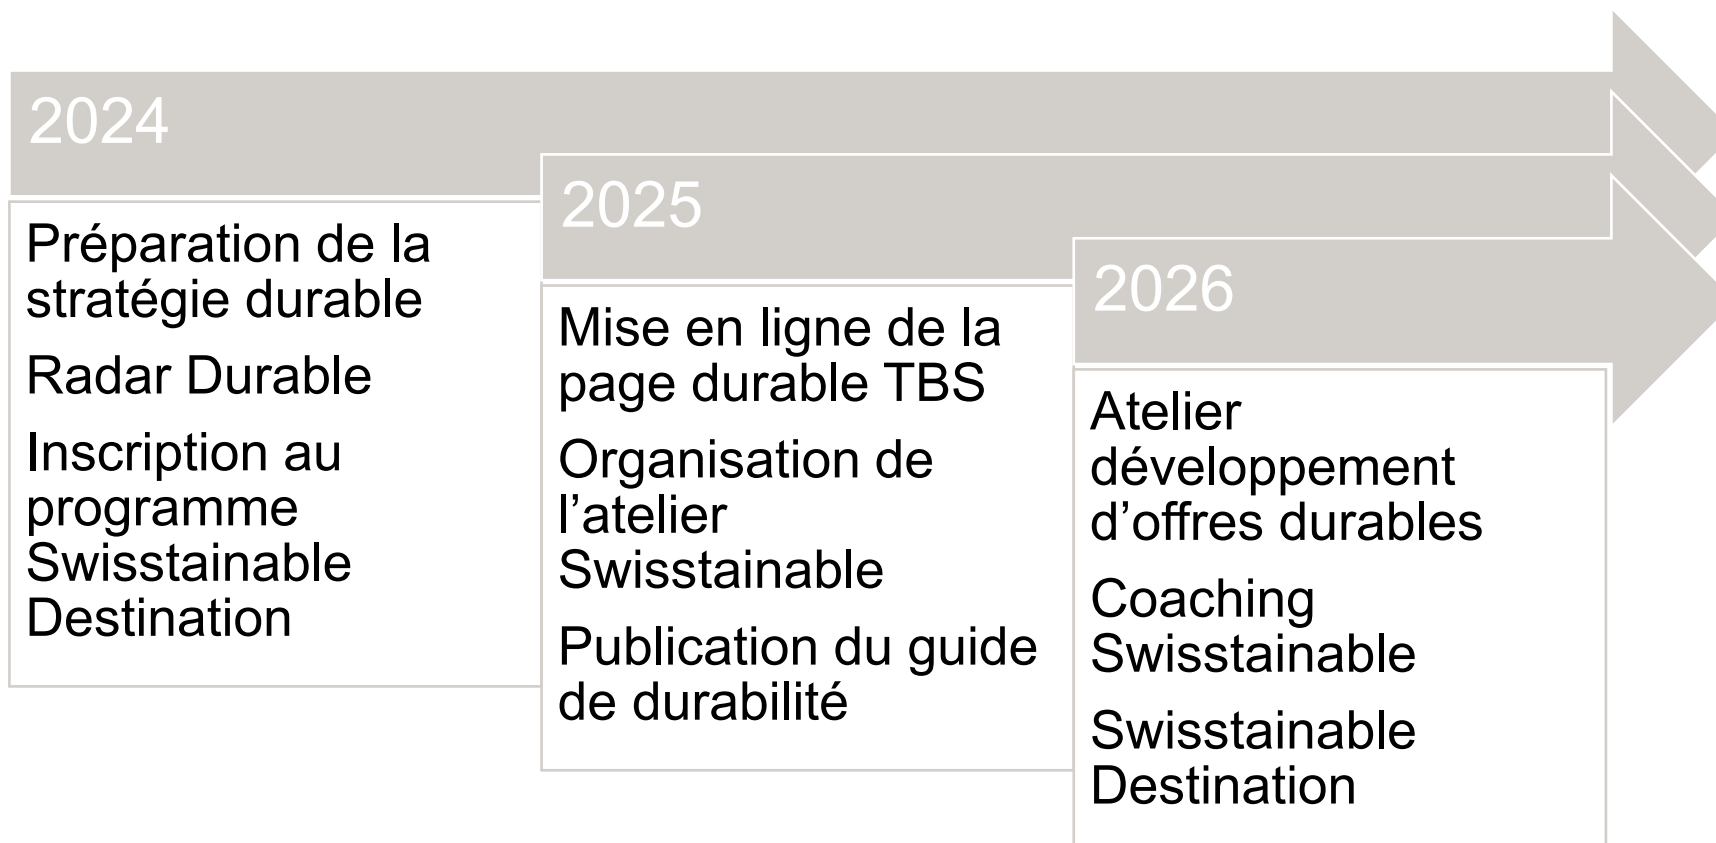 2024
Préparation de la
stratégie durable
Radar Durable
Inscription au
programme
Swisstainable
Destination
2025
Mise en ligne de la
page durable TBS
Organisation de
l’atelier
Swisstainable
Publication du guide
de durabilité
2026
Atelier
développement
d’offres durables
Coaching
Swisstainable
Swisstainable
Destination